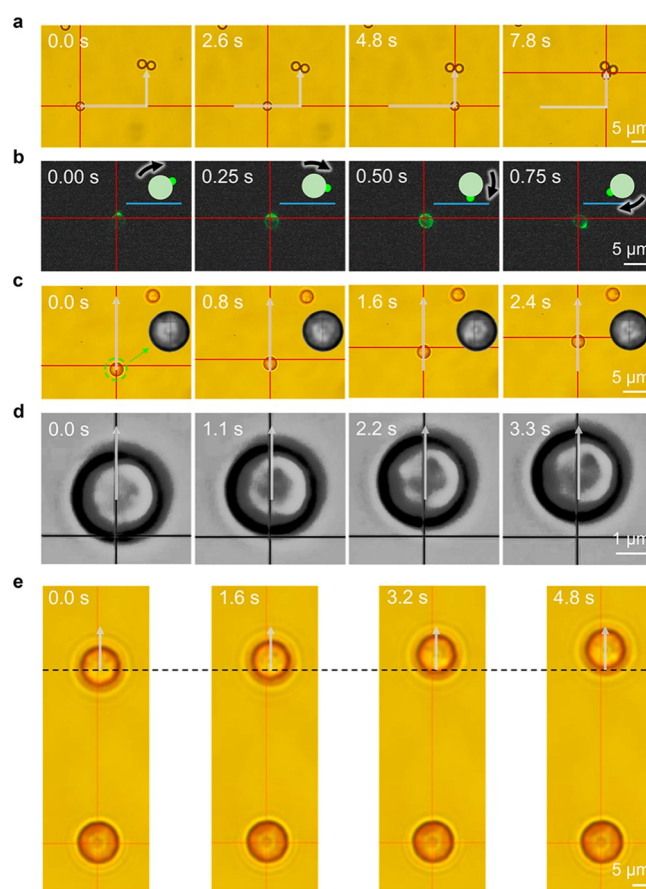 a
0.0 s 2.6 s 4.8 s 7.8 s
5 μm
b
0.00 s 0.25 s 0.50 s 0.75 s
5 μm
c
0.0 s 0.8 s 1.6 s 2.4 s
5 μm
d
0.0 s 1.1 s 2.2 s 3.3 s
1 μm
e
0.0 s 1.6 s 3.2 s 4.8 s
5 μm